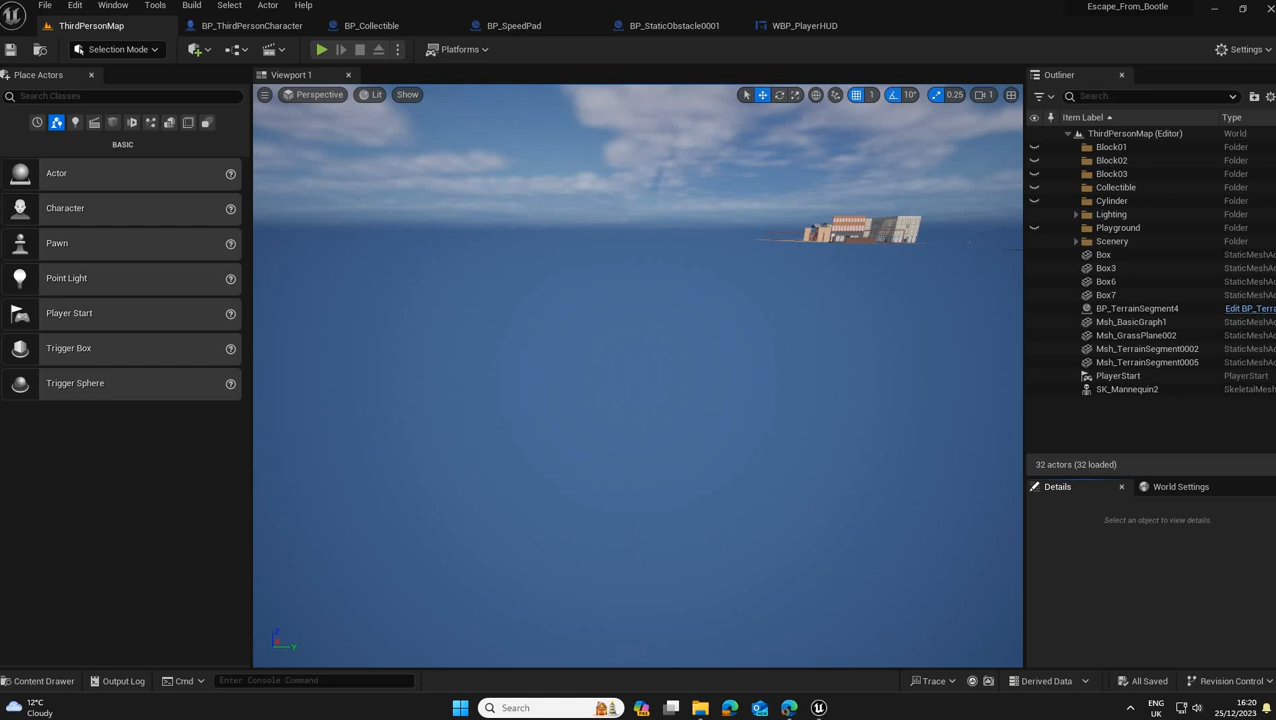 File Edit Window Tools Build Select Actor Help Escape_From_Bootle
ThirdPersonMap BP_ThirdPersonCharacter BP_Collectible BP_SpeedPad BP_StaticObstacle0001 WBP_PlayerHUD
Selection Mode Platforms Settings
Place Actors Viewport 1 Outliner
Search Classes Perspective Lit Show 1 10° 0.25 1 Search...
Item Label Type
BASIC
ThirdPersonMap (Editor) World
Block01 Folder
Block02 Folder
Actor Block03 Folder
Collectible Folder
Cylinder Folder
Character Lighting Folder
Playground Folder
Pawn Scenery Folder
Box StaticMeshAc
Box3 StaticMeshAc
Point Light Box6 StaticMeshAc
Box7 StaticMeshAc
BP_TerrainSegment4 Edit BP_Terra
Player Start Msh_BasicGraph1 StaticMeshAc
Msh_GrassPlane002 StaticMeshAc
Trigger Box Msh_TerrainSegment0002 StaticMeshAc
Msh_TerrainSegment0005 StaticMeshAc
PlayerStart PlayerStart
Trigger Sphere SK_Mannequin2 SkeletalMesh
32 actors (32 loaded)
Details World Settings
Select an object to view details.
Z
Y
Content Drawer Output Log Cmd Enter Console Command Trace Derived Data All Saved Revision Control
12°C
Cloudy
Search
ENG
UK
16:20
25/12/2023